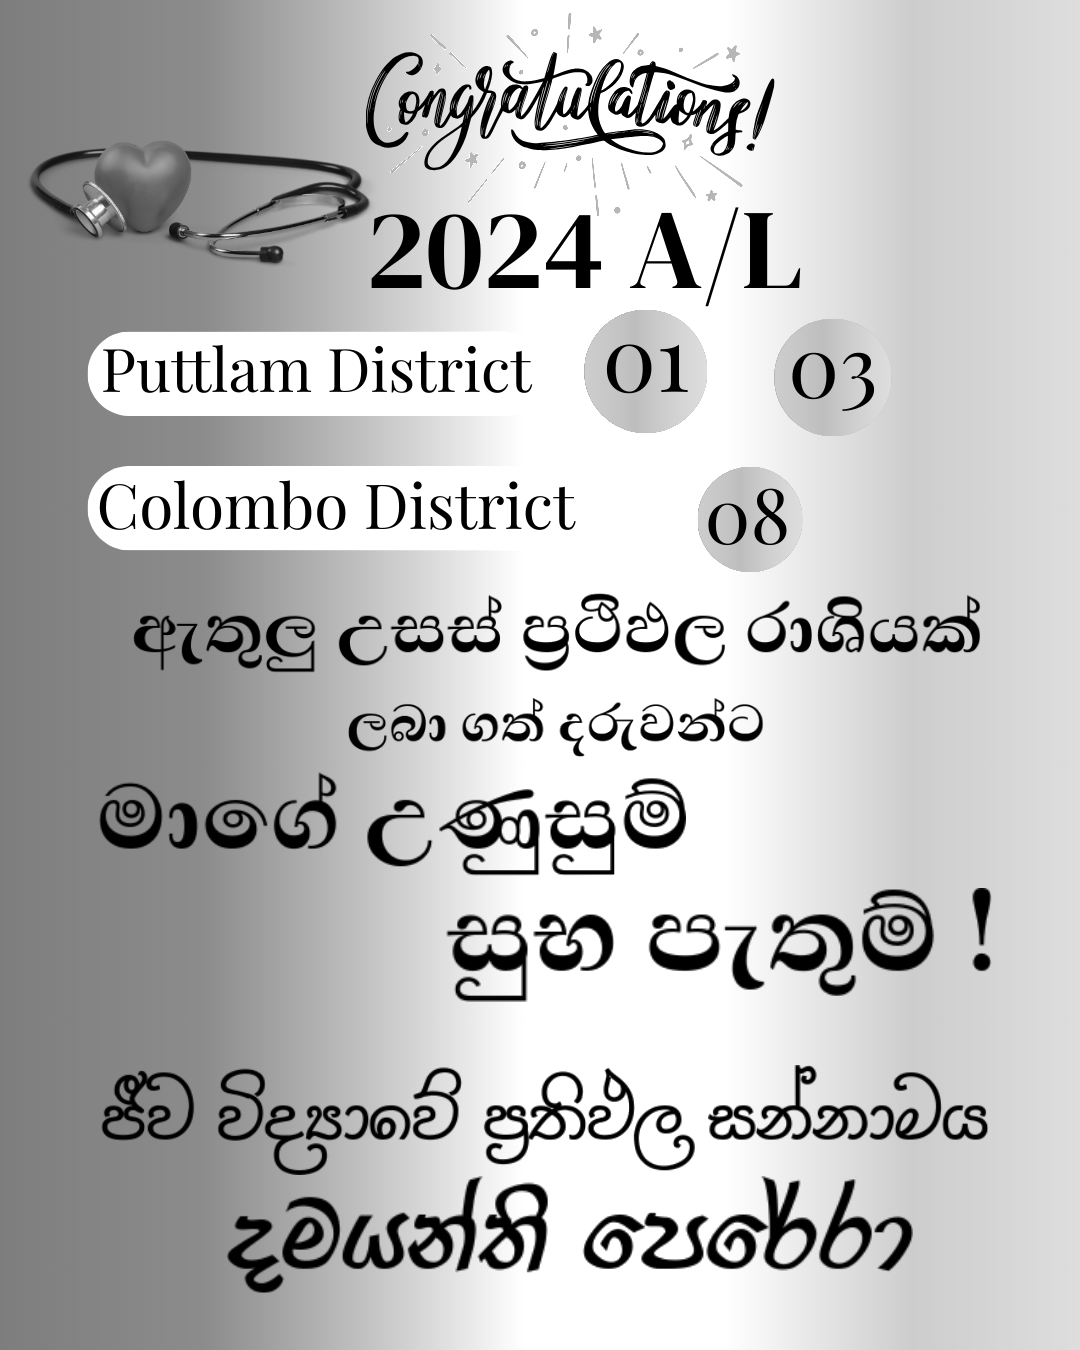 Congratulations!
2024 A/L
Puttlam District 01 03
Colombo District 08
ඇතුලු උසස් ප්‍රථිඵල රාශියක්
ලබා ගත් දරුවන්ට
මාගේ උණුසුම්
සුභ පැතුම් !
ජීව විද්‍යාවේ ප්‍රතිඵල සන්නාමය
දමයන්ති පෙරේරා